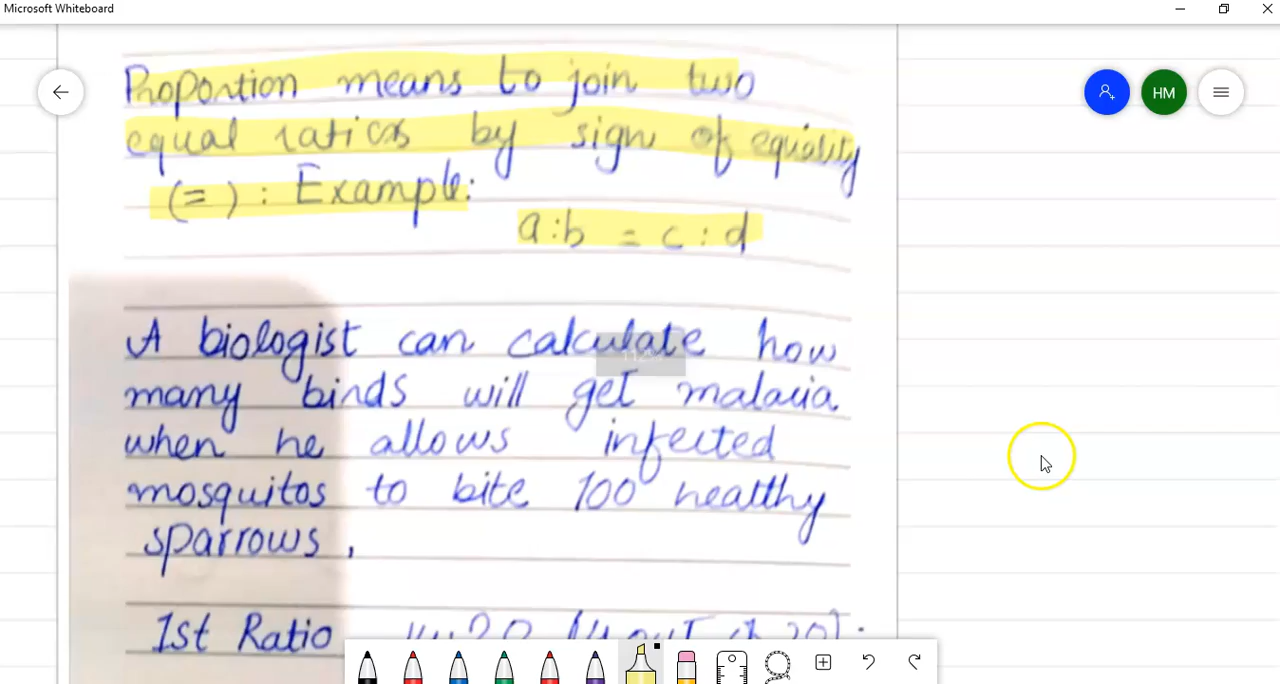 Microsoft Whiteboard
HM
Proportion means to join two
equal ratios by sign of equality
(=) : Example:
a:b = c:d
A biologist can calculate how
many birds will get malaria
when he allows infected
mosquitos to bite 100 healthy
sparrows,
1st Ratio